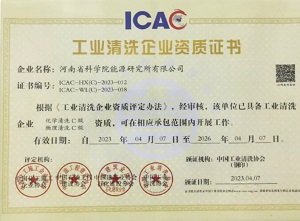 ICAC
工业清洗企业资质证书
企业名称：河南省科学院能源研究所有限公司
证书编号：ICAC-HX(C)-2023-012
ICAC-WL(C)-2023-018
根据《工业清洗企业资质评定办法》，经审核，该单位已具备工业清洗
企业 化学清洗C级
物理清洗C级 资质，可在相应承包范围内开展工作。
有效日期：自 2023 年 04 月 07 日 至 2026 年 04 月 07 日。
评定机构： 颁证机构：中国工业清洗协会
（钢印）
2023.04.07